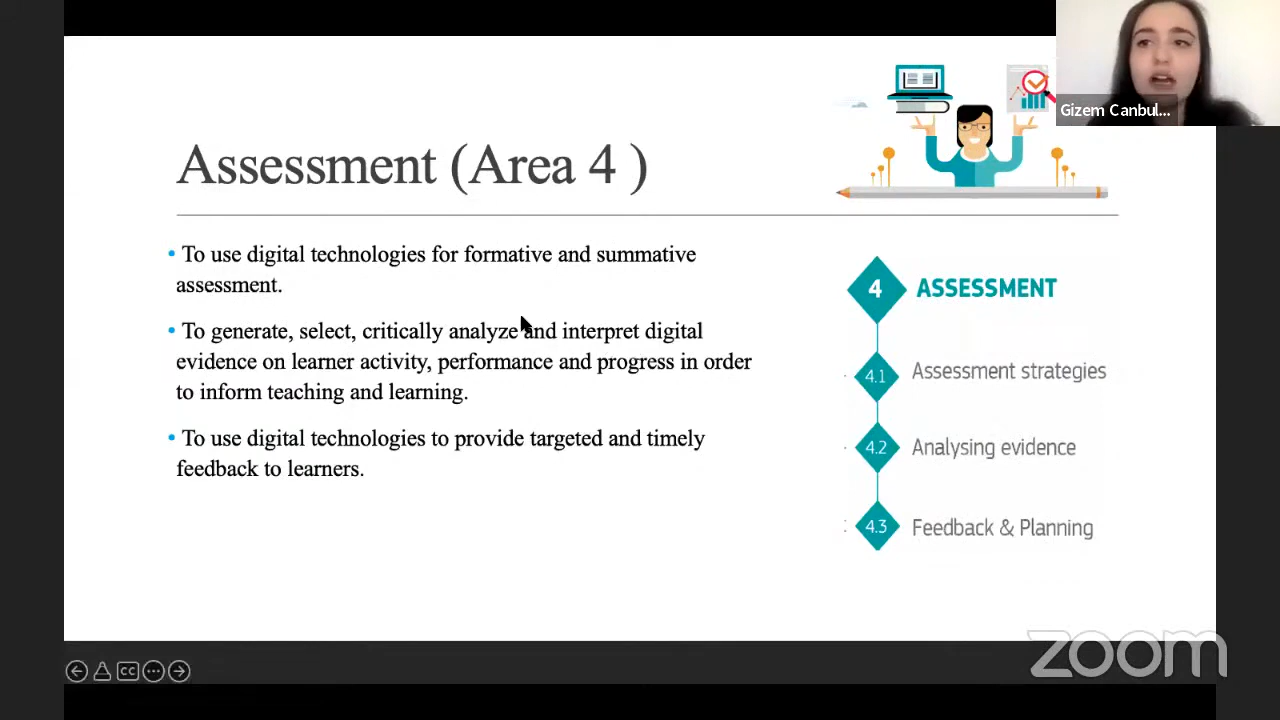 Gizem Canbul...
Assessment (Area 4 )
• To use digital technologies for formative and summative
assessment.
• To generate, select, critically analyze and interpret digital
evidence on learner activity, performance and progress in order
to inform teaching and learning.
• To use digital technologies to provide targeted and timely
feedback to learners.
4 ASSESSMENT
4.1 Assessment strategies
4.2 Analysing evidence
4.3 Feedback & Planning
CC
zoom